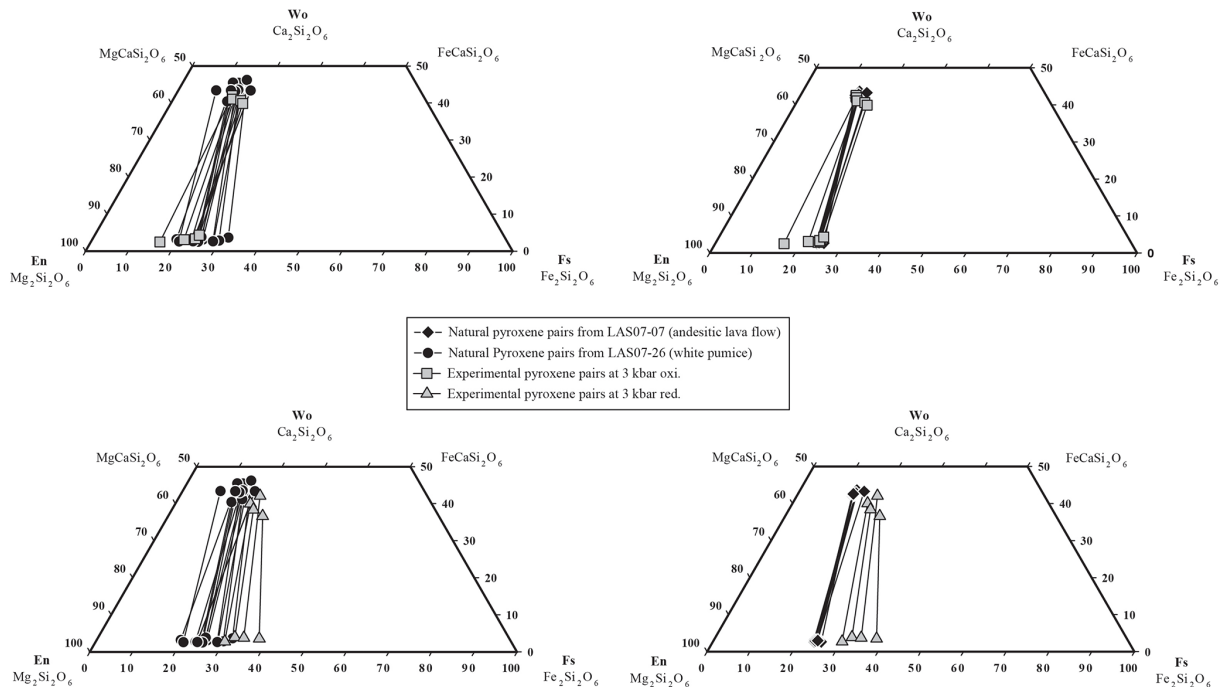 Wo
Ca2Si2O6
MgCaSi2O6 50
50 FeCaSi2O6
60
40
70
30
80
20
90
10
100
0
En
Mg2Si2O6
0 10 20 30 40 50 60 70 80 90 100
Fs
Fe2Si2O6
Wo
Ca2Si2O6
MgCaSi2O6 50
50 FeCaSi2O6
60
40
70
30
80
20
90
10
100
0
En
Mg2Si2O6
0 10 20 30 40 50 60 70 80 90 100
Fs
Fe2Si2O6
Natural pyroxene pairs from LAS07-07 (andesitic lava flow)
Natural Pyroxene pairs from LAS07-26 (white pumice)
Experimental pyroxene pairs at 3 kbar oxi.
Experimental pyroxene pairs at 3 kbar red.
Wo
Ca2Si2O6
MgCaSi2O6 50
50 FeCaSi2O6
60
40
70
30
80
20
90
10
100
0
En
Mg2Si2O6
0 10 20 30 40 50 60 70 80 90 100
Fs
Fe2Si2O6
Wo
Ca2Si2O6
MgCaSi2O6 50
50 FeCaSi2O6
60
40
70
30
80
20
90
10
100
0
En
Mg2Si2O6
0 10 20 30 40 50 60 70 80 90 100
Fs
Fe2Si2O6